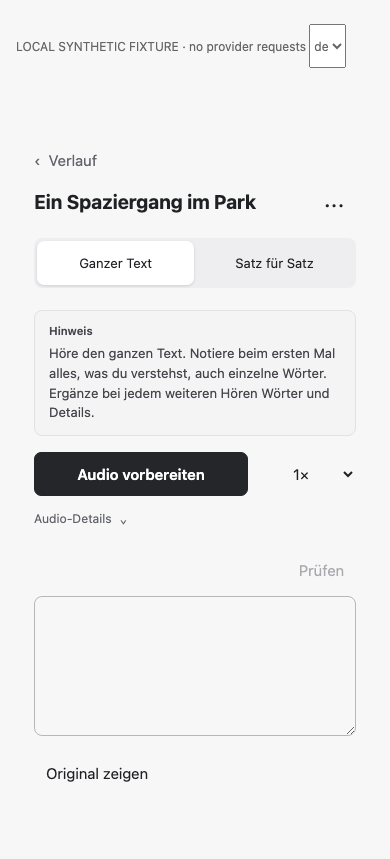 LOCAL SYNTHETIC FIXTURE · no provider requests de
‹ Verlauf
Ein Spaziergang im Park ...
Ganzer Text Satz für Satz
Hinweis
Höre den ganzen Text. Notiere beim ersten Mal
alles, was du verstehst, auch einzelne Wörter.
Ergänze bei jedem weiteren Hören Wörter und
Details.
Audio vorbereiten 1×
Audio-Details
Prüfen
Original zeigen